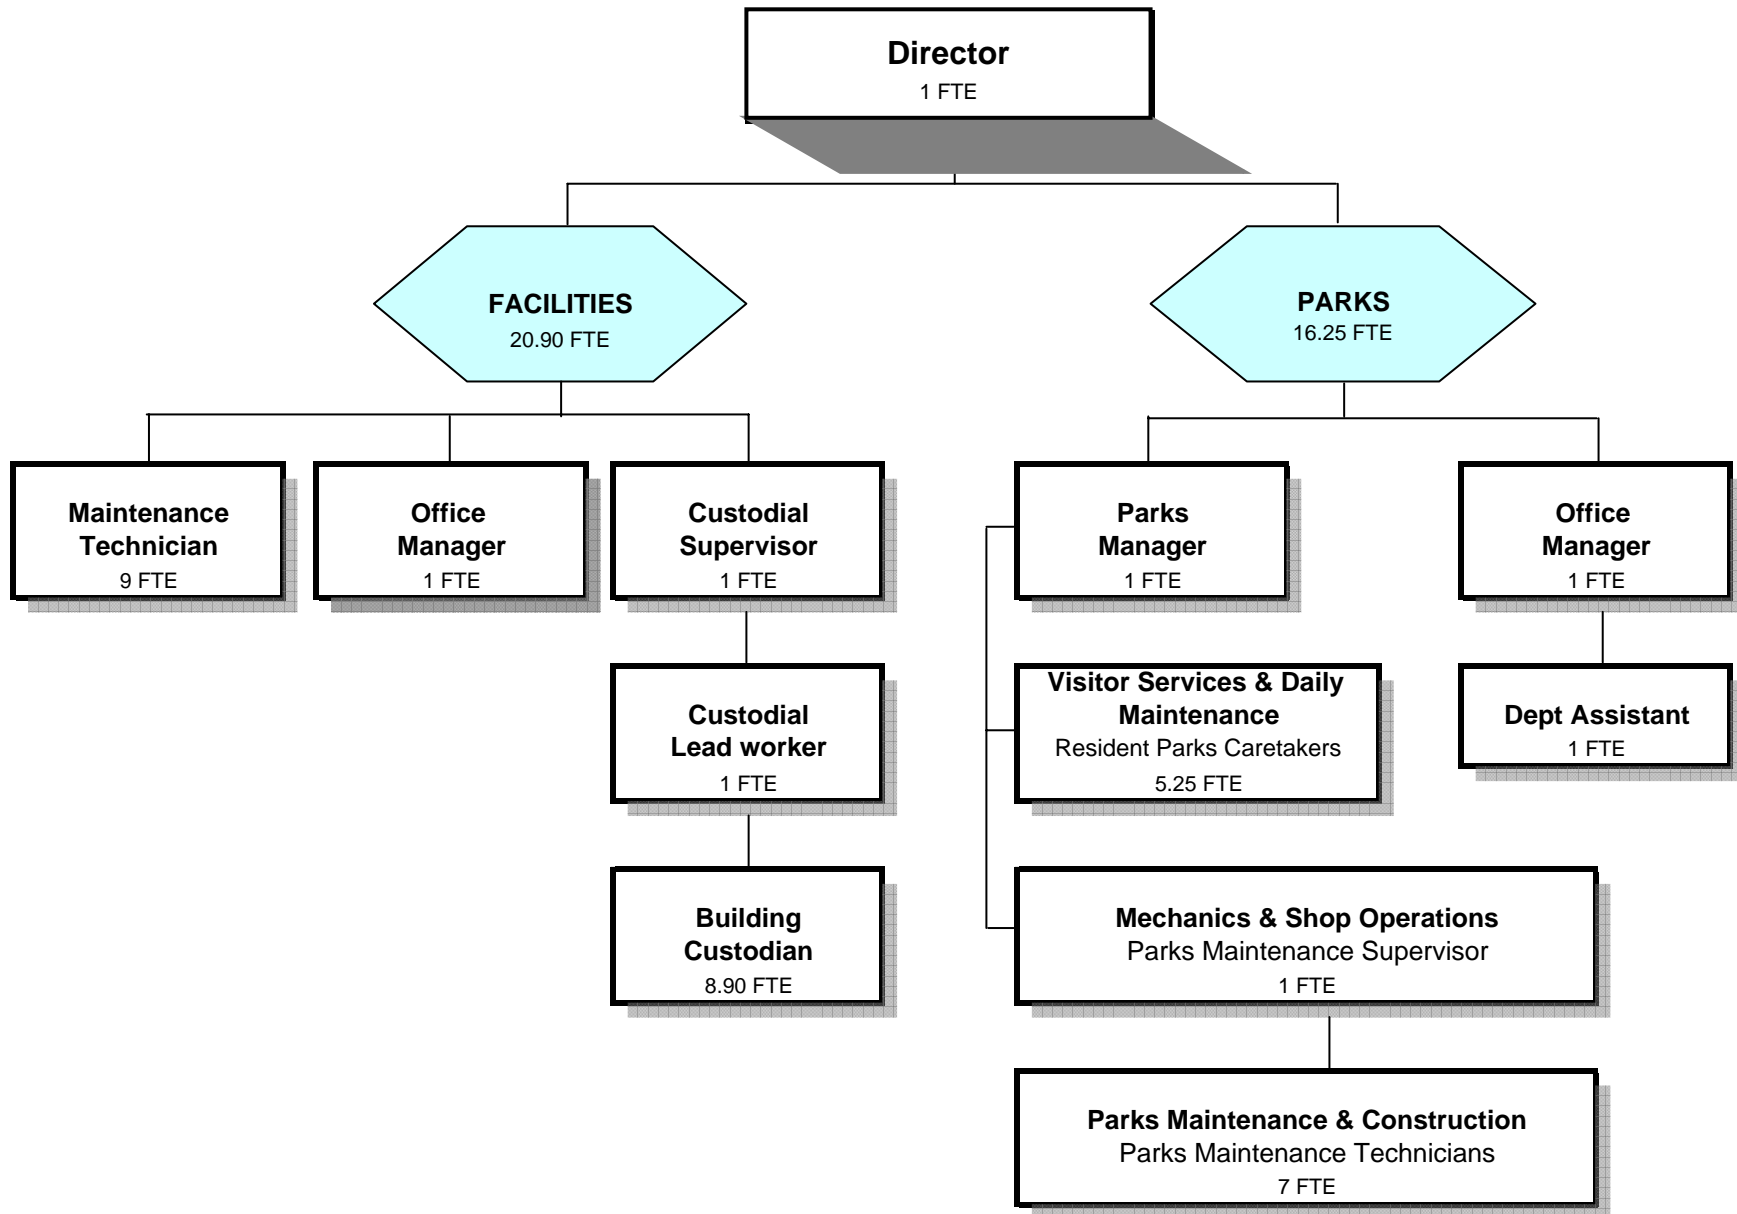 Director
1 FTE
FACILITIES
20.90 FTE
PARKS
16.25 FTE
Maintenance
Technician
9 FTE
Office
Manager
1 FTE
Custodial
Supervisor
1 FTE
Parks
Manager
1 FTE
Office
Manager
1 FTE
Custodial
Lead worker
1 FTE
Visitor Services & Daily
Maintenance
Resident Parks Caretakers
5.25 FTE
Dept Assistant
1 FTE
Building
Custodian
8.90 FTE
Mechanics & Shop Operations
Parks Maintenance Supervisor
1 FTE
Parks Maintenance & Construction
Parks Maintenance Technicians
7 FTE